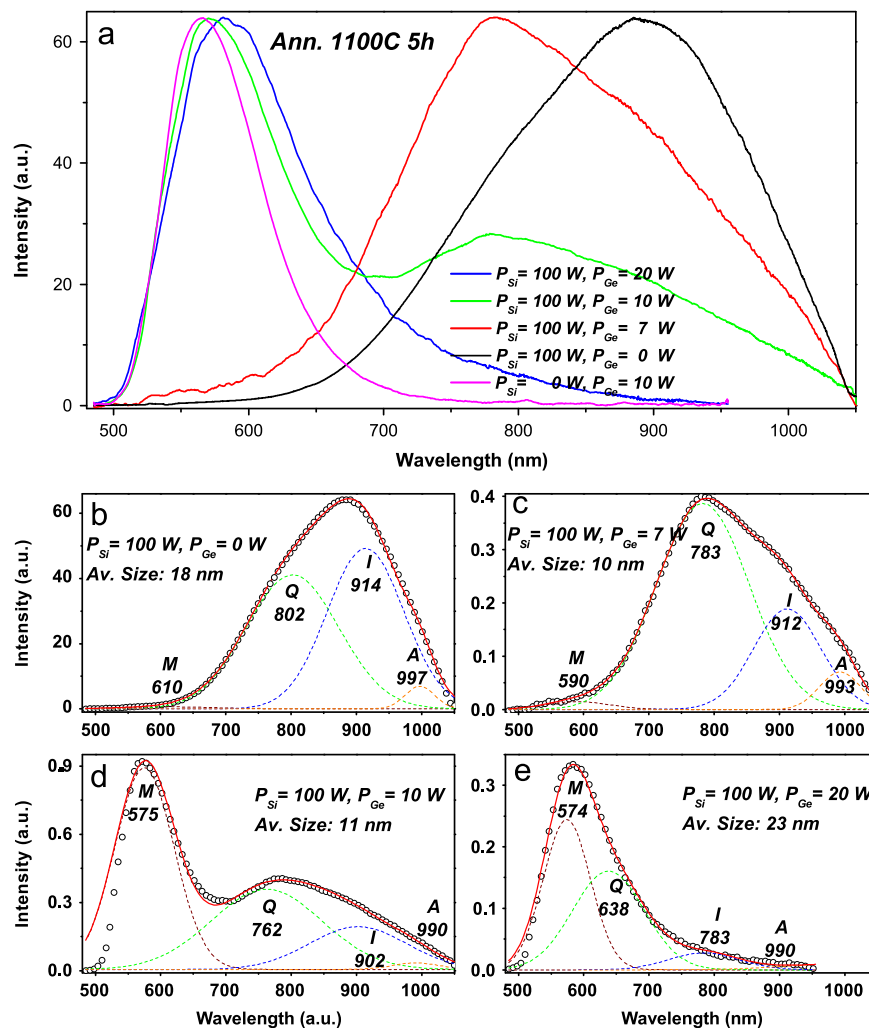 a
Ann. 1100C 5h
Intensity (a.u.)
60
40
20
0
P_Si = 100 W, P_Ge = 20 W
P_Si = 100 W, P_Ge = 10 W
P_Si = 100 W, P_Ge = 7 W
P_Si = 100 W, P_Ge = 0 W
P_Si = 0 W, P_Ge = 10 W
500 600 700 800 900 1000
Wavelength (nm)
b
P_Si = 100 W, P_Ge = 0 W
Av. Size: 18 nm
Intensity (a.u.)
60
40
20
0
M
610
Q
802
I
914
A
997
500 600 700 800 900 1000
c
P_Si = 100 W, P_Ge = 7 W
Av. Size: 10 nm
0.4
0.3
0.2
0.1
0.0
M
590
Q
783
I
912
A
993
500 600 700 800 900 1000
d
P_Si = 100 W, P_Ge = 10 W
Av. Size: 11 nm
Intensity (a.u.)
0.9
0.6
0.3
0.0
M
575
Q
762
I
902
A
990
500 600 700 800 900 1000
Wavelength (a.u.)
e
P_Si = 100 W, P_Ge = 20 W
Av. Size: 23 nm
0.3
0.2
0.1
0.0
M
574
Q
638
I
783
A
990
500 600 700 800 900 1000
Wavelength (nm)